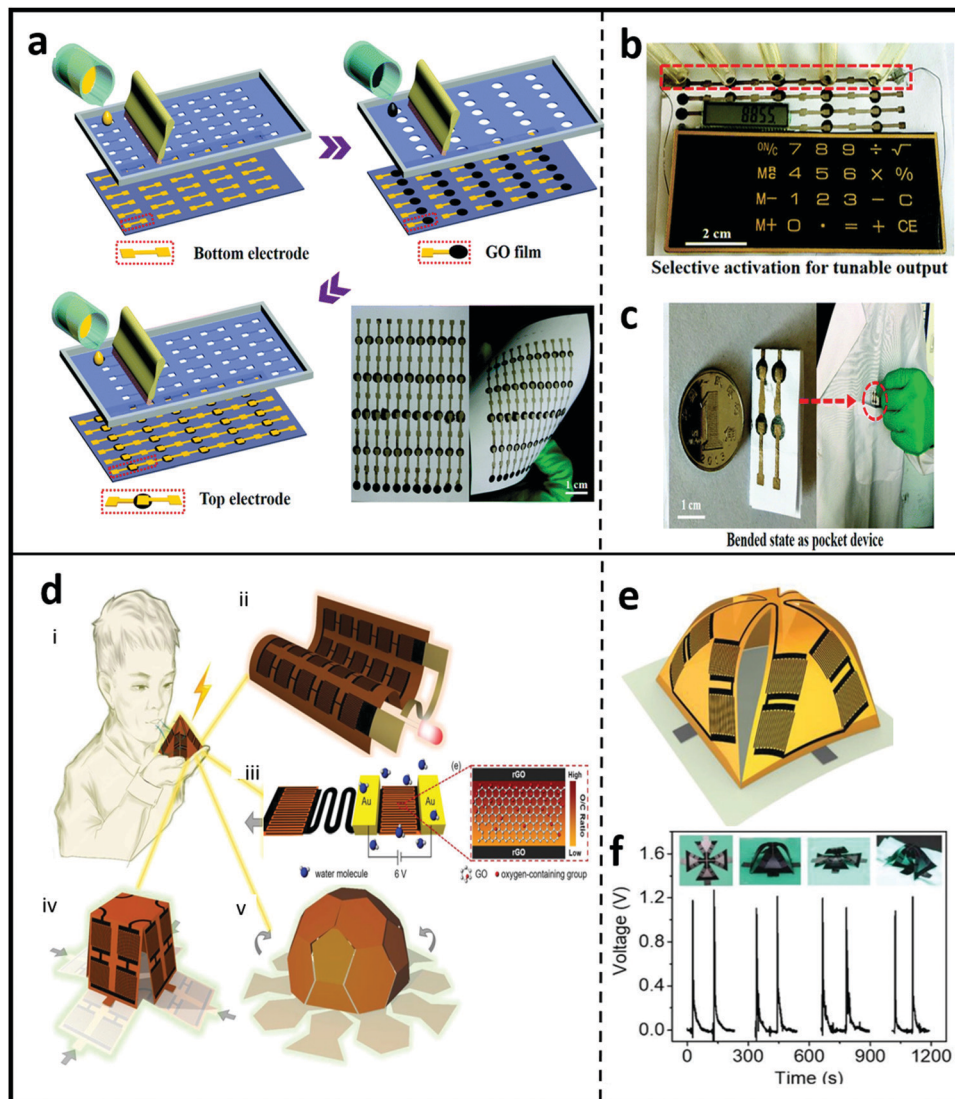 a
Bottom electrode
GO film
Top electrode
1 cm
b
8855.
ON/C 7 8 9 ÷ √
4 5 6 X %
M- 1 2 3 - C
M+ 0 · = + CE
2 cm
Selective activation for tunable output
c
1
2013
1 cm
Bended state as pocket device
d
i
ii
iii
Au
Au
6 V
water molecule
(e)
rGO
rGO
High
O/C Ratio
Low
GO
oxygen-containing group
iv
v
e
f
Voltage (V)
1.6
1.2
0.8
0.4
0.0
0 300 600 900 1200
Time (s)